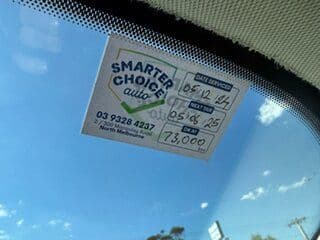 SMARTER
CHOICE
auto
03 9328 4237
North Melbourne
DATE SERVICED
05 12 24
NEXT DUE
05 06 25
OR AT
73,000